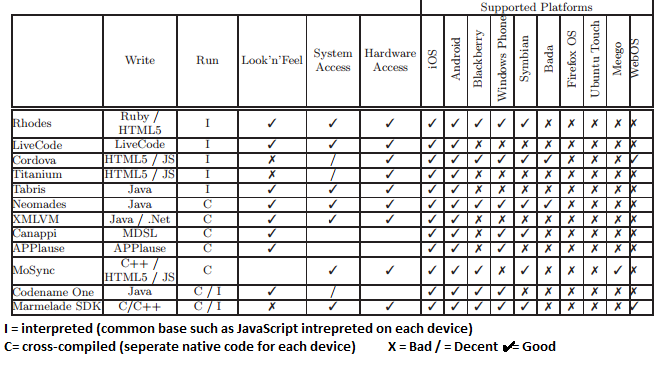 Supported Platforms
Write Run Look'n'Feel System Access Hardware Access iOS Android Blackberry Windows Phone Symbian Bada Firefox OS Ubuntu Touch Meego WebOS
Rhodes Ruby / HTML5 I ✓ ✓ ✓ ✓ ✓ ✓ ✓ ✓ ✗ ✗ ✗ ✗ ✗
LiveCode LiveCode I ✓ ✓ ✓ ✓ ✓ ✗ ✗ ✗ ✗ ✗ ✗ ✗ ✗
Cordova HTML5 / JS I ✗ / ✓ ✓ ✓ ✓ ✓ ✓ ✓ ✗ ✗ ✗ ✓
Titanium HTML5 / JS I ✗ / ✓ ✓ ✓ ✗ ✗ ✗ ✗ ✗ ✗ ✗ ✗
Tabris Java I ✓ ✓ ✓ ✓ ✓ ✗ ✗ ✗ ✗ ✗ ✗ ✗ ✗
Neomades Java C ✓ ✓ ✓ ✓ ✓ ✓ ✓ ✓ ✓ ✗ ✗ ✗ ✗
XMLVM Java / .Net C ✓ ✓ ✓ ✓ ✓ ✗ ✗ ✗ ✗ ✗ ✗ ✗ ✗
Canappi MDSL C ✓ ✓ ✓ ✗ ✓ ✓ ✗ ✗ ✗ ✗ ✗
APPlause APPlause C ✓ ✓ ✓ ✗ ✓ ✗ ✗ ✗ ✗ ✗ ✗
MoSync C++ / HTML5 / JS C ✓ ✓ ✓ ✓ ✓ ✗ ✓ ✗ ✗ ✗ ✓ ✗
Codename One Java C / I ✓ / ✓ ✓ ✓ ✓ ✗ ✗ ✗ ✗ ✗ ✗
Marmelade SDK C/C++ C / I ✗ ✓ ✓ ✓ ✓ ✓ ✓ ✓ ✗ ✗ ✗ ✗ ✓
I = interpreted (common base such as JavaScript intrepreted on each device)
C= cross-compiled (seperate native code for each device) X = Bad / = Decent ✓= Good